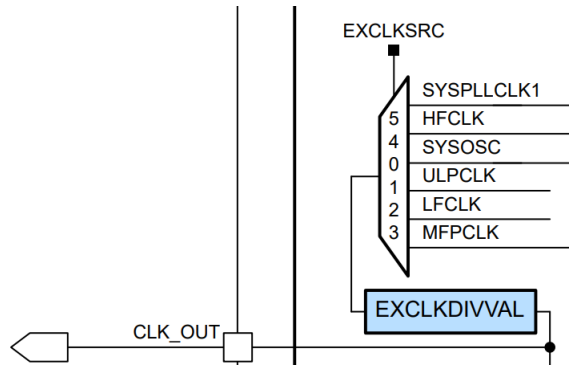 EXCLKSRC
SYSPLLCLK1
5
HFCLK
4
SYSOSC
0
ULPCLK
1
LFCLK
2
MFPCLK
3
EXCLKDIVVAL
CLK_OUT